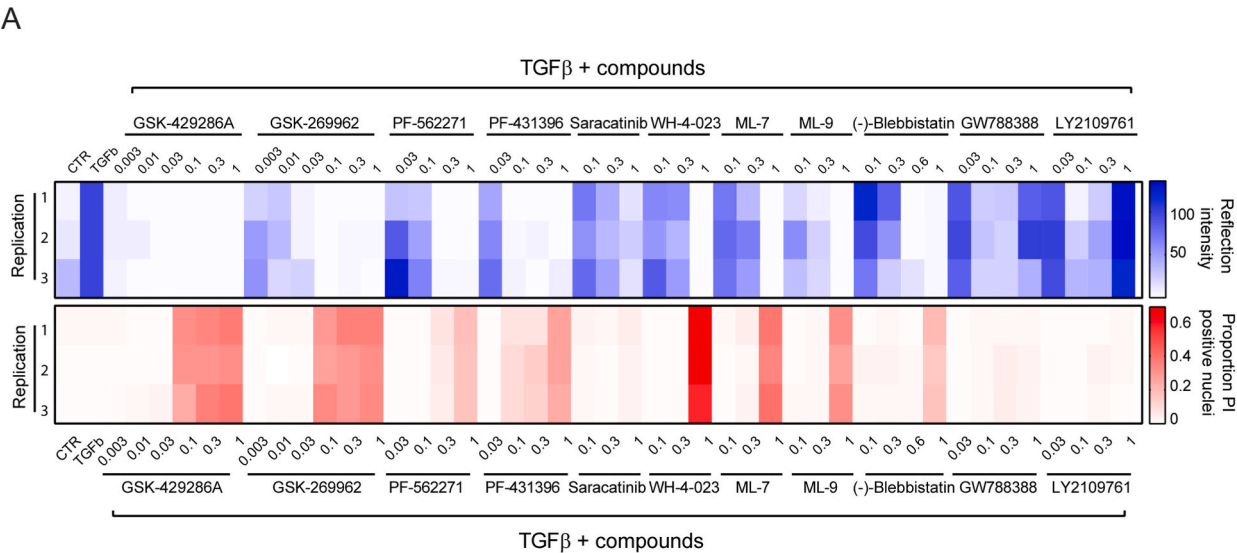 A
TGFβ + compounds
GSK-429286A GSK-269962 PF-562271 PF-431396 Saracatinib WH-4-023 ML-7 ML-9 (-)-Blebbistatin GW788388 LY2109761
CTR TGFb 0.003 0.01 0.03 0.1 0.3 1 0.003 0.01 0.03 0.1 0.3 1 0.03 0.1 0.3 1 0.03 0.1 0.3 1 0.1 0.3 1 0.1 0.3 1 0.1 0.3 1 0.1 0.3 1 0.1 0.3 0.6 1 0.03 0.1 0.3 1 0.03 0.1 0.3 1
Replication
1
2
3
100
50
Reflection
intensity
Replication
1
2
3
0.6
0.4
0.2
0
Proportion PI
positive nuclei
CTR TGFb 0.003 0.01 0.03 0.1 0.3 1 0.003 0.01 0.03 0.1 0.3 1 0.03 0.1 0.3 1 0.03 0.1 0.3 1 0.1 0.3 1 0.1 0.3 1 0.1 0.3 1 0.1 0.3 1 0.1 0.3 0.6 1 0.03 0.1 0.3 1 0.03 0.1 0.3 1
GSK-429286A GSK-269962 PF-562271 PF-431396 Saracatinib WH-4-023 ML-7 ML-9 (-)-Blebbistatin GW788388 LY2109761
TGFβ + compounds